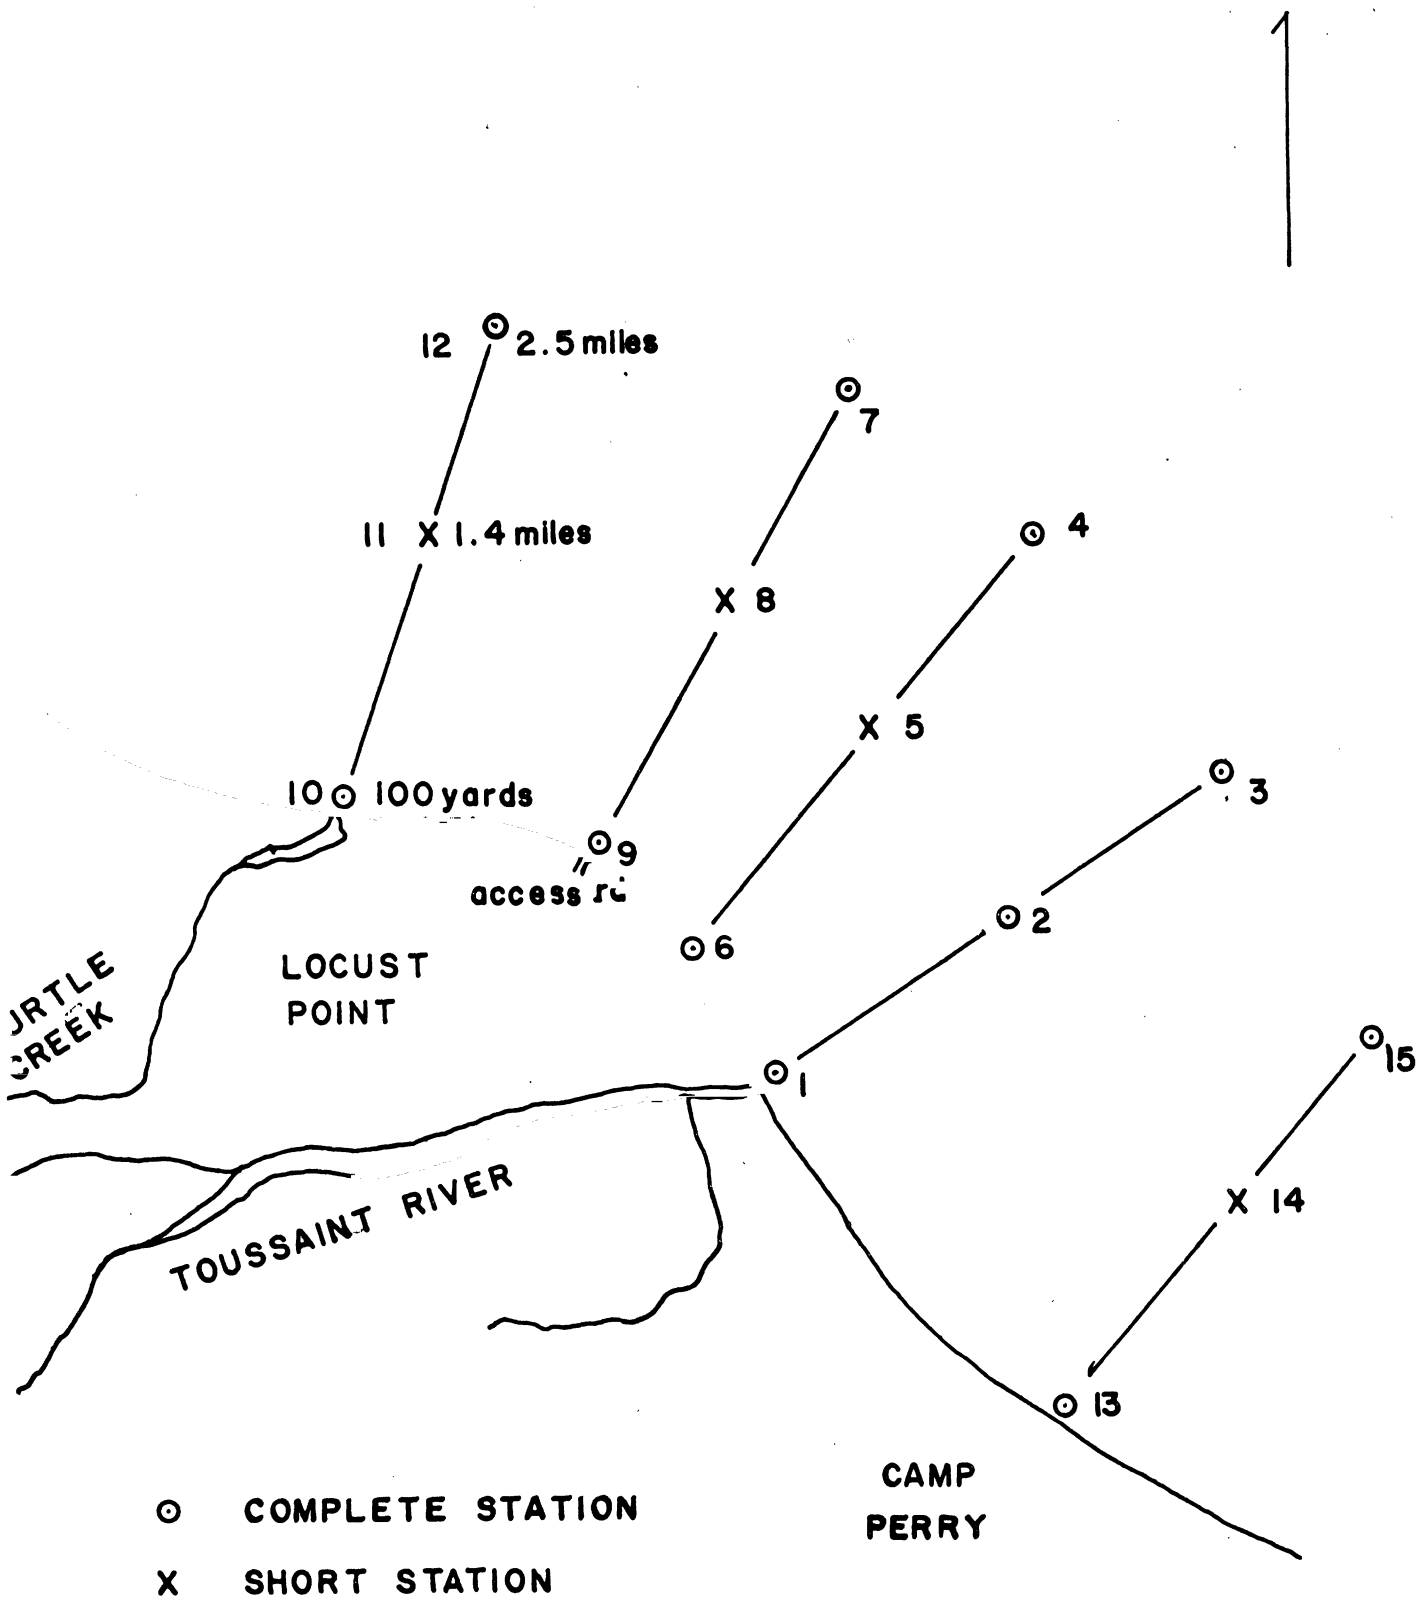 12 2.5 miles
7
11 X 1.4 miles
4
X 8
X 5
3
10 100 yards
9
access
2
6
LOCUST
POINT
CREEK
1
15
X 14
TOUSSAINT RIVER
13
CAMP
PERRY
COMPLETE STATION
X SHORT STATION